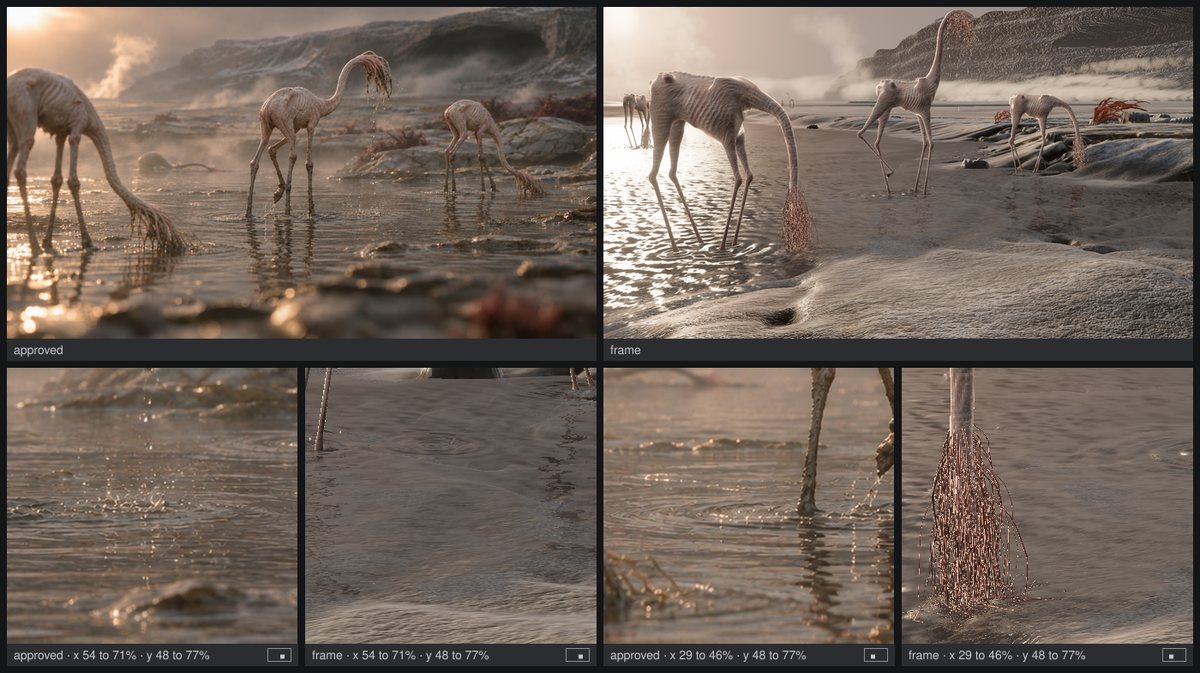 approved
frame
approved · x 54 to 71% · y 48 to 77%
frame · x 54 to 71% · y 48 to 77%
approved · x 29 to 46% · y 48 to 77%
frame · x 29 to 46% · y 48 to 77%